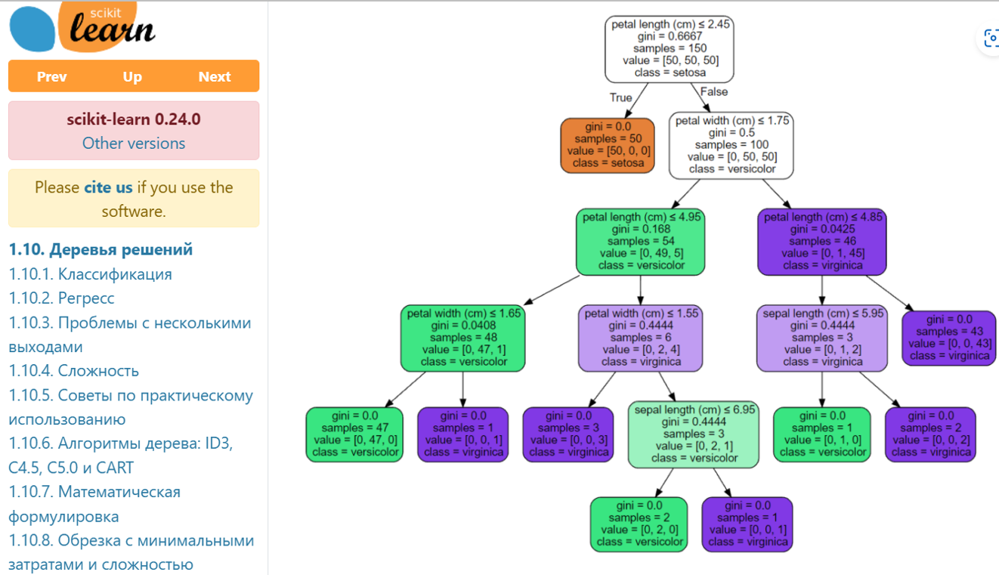 scikit
learn
Prev
Up
Next
scikit-learn 0.24.0
Other versions
Please cite us if you use the
software.
1.10. Деревья решений
1.10.1. Классификация
1.10.2. Регресс
1.10.3. Проблемы с несколькими
выходами
1.10.4. Сложность
1.10.5. Советы по практическому
использованию
1.10.6. Алгоритмы дерева: ID3,
C4.5, C5.0 и CART
1.10.7. Математическая
формулировка
1.10.8. Обрезка с минимальными
затратами и сложностью
petal length (cm) ≤ 2.45
gini = 0.6667
samples = 150
value = [50, 50, 50]
class = setosa
True
False
gini = 0.0
samples = 50
value = [50, 0, 0]
class = setosa
petal width (cm) ≤ 1.75
gini = 0.5
samples = 100
value = [0, 50, 50]
class = versicolor
petal length (cm) ≤ 4.95
gini = 0.168
samples = 54
value = [0, 49, 5]
class = versicolor
petal length (cm) ≤ 4.85
gini = 0.0425
samples = 46
value = [0, 1, 45]
class = virginica
petal width (cm) ≤ 1.65
gini = 0.0408
samples = 48
value = [0, 47, 1]
class = versicolor
petal width (cm) ≤ 1.55
gini = 0.4444
samples = 6
value = [0, 2, 4]
class = virginica
sepal length (cm) ≤ 5.95
gini = 0.4444
samples = 3
value = [0, 1, 2]
class = virginica
gini = 0.0
samples = 43
value = [0, 0, 43]
class = virginica
gini = 0.0
samples = 47
value = [0, 47, 0]
class = versicolor
gini = 0.0
samples = 1
value = [0, 0, 1]
class = virginica
gini = 0.0
samples = 3
value = [0, 0, 3]
class = virginica
sepal length (cm) ≤ 6.95
gini = 0.4444
samples = 3
value = [0, 2, 1]
class = versicolor
gini = 0.0
samples = 1
value = [0, 1, 0]
class = versicolor
gini = 0.0
samples = 2
value = [0, 0, 2]
class = virginica
gini = 0.0
samples = 2
value = [0, 2, 0]
class = versicolor
gini = 0.0
samples = 1
value = [0, 0, 1]
class = virginica